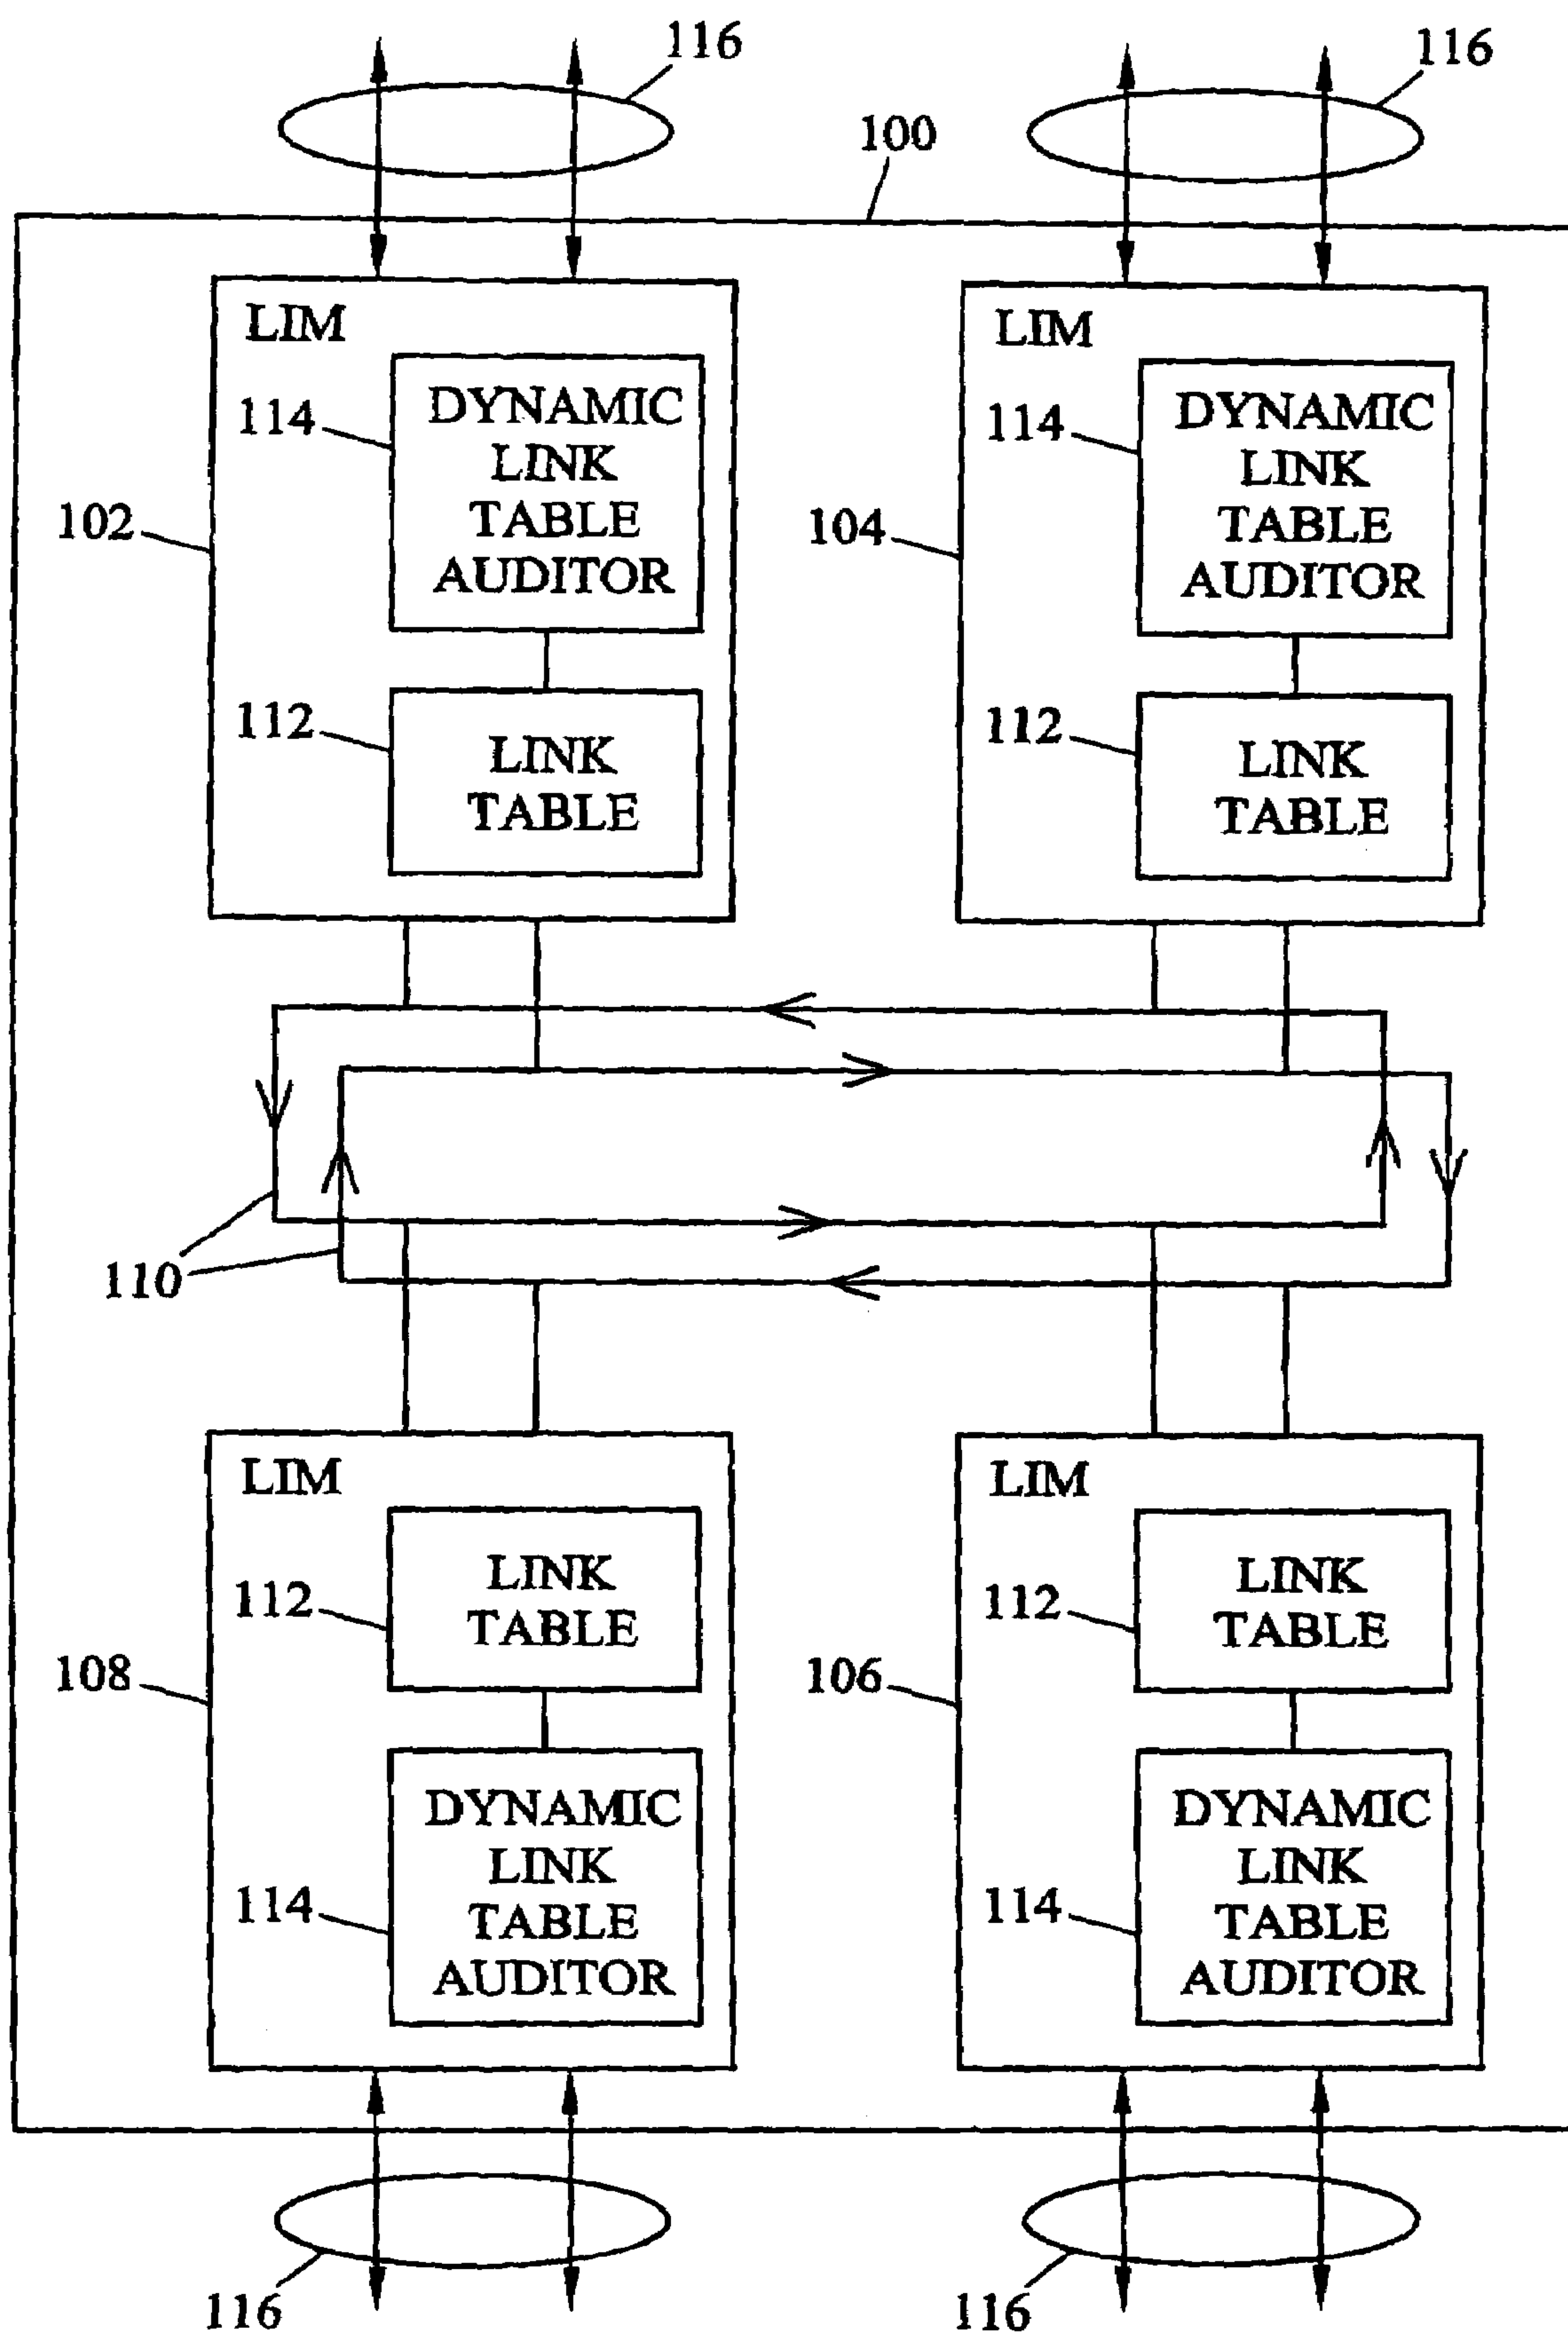 116
116
100
LIM
114
DYNAMIC
LINK
TABLE
AUDITOR
102
112
LINK
TABLE
LIM
114
DYNAMIC
LINK
TABLE
AUDITOR
104
112
LINK
TABLE
110
LIM
112
LINK
TABLE
108
114
DYNAMIC
LINK
TABLE
AUDITOR
LIM
112
LINK
TABLE
106
114
DYNAMIC
LINK
TABLE
AUDITOR
116
116